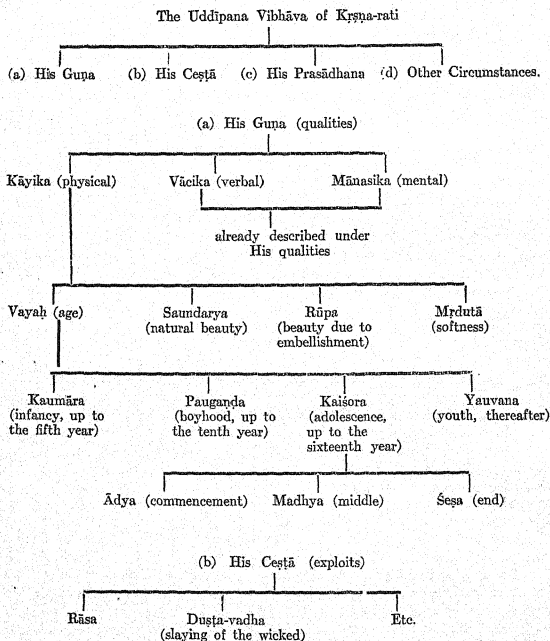 The Uddīpana Vibhāva of Kṛṣṇa-rati
(a) His Guṇa (b) His Ceṣṭā (c) His Prasādhana (d) Other Circumstances.
(a) His Guṇa (qualities)
Kāyika (physical) Vācika (verbal) Mānasika (mental)
already described under
His qualities
Vayaḥ (age) Saundarya Rūpa Mṛdutā
(natural beauty) (beauty due to (softness)
embellishment)
Kaumāra Paugaṇḍa Kaiśora Yauvana
(infancy, up to (boyhood, up to (adolescence, (youth, thereafter)
the fifth year) the tenth year) up to the
sixteenth year)
Ādya (commencement) Madhya (middle) Śeṣa (end)
(b) His Ceṣṭā (exploits)
Rāsa Duṣṭa-vadha Etc.
(slaying of the wicked)